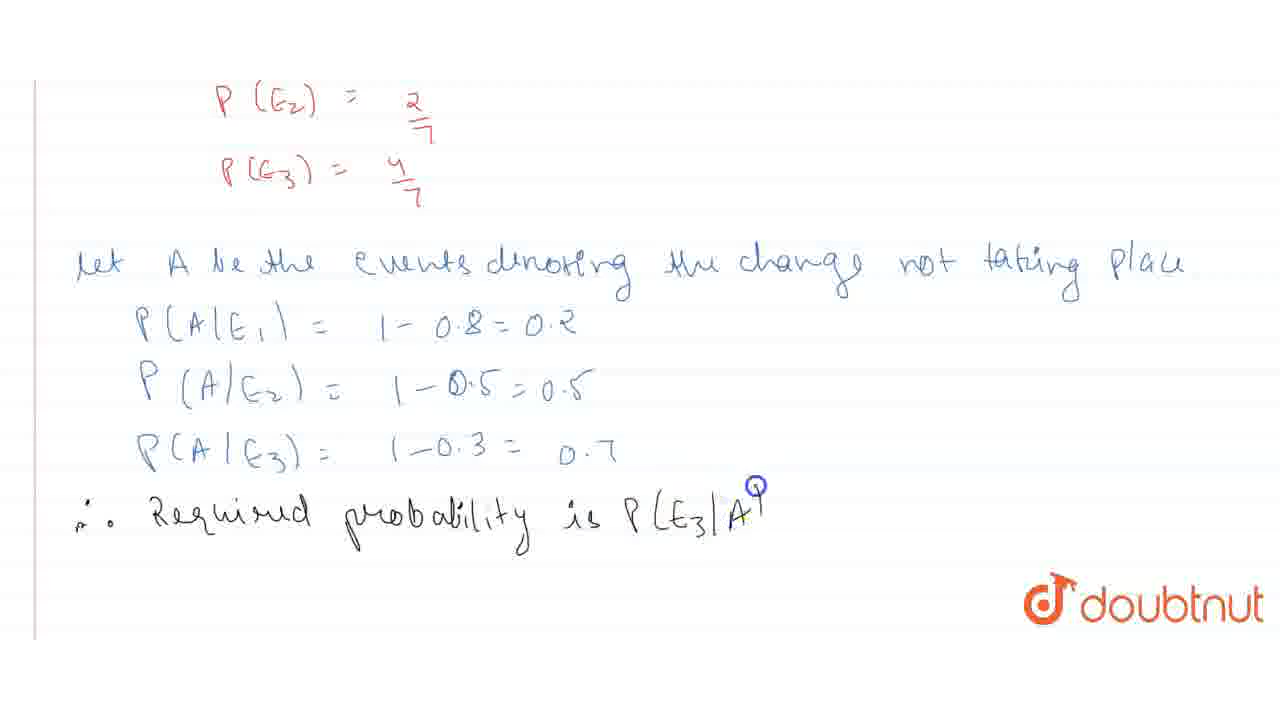 P (E2) = 2/7
P(E3) = 4/7
Let A be the events denoting the change not taking place
P(A|E1) = 1 - 0.8 = 0.2
P (A|E2) = 1 - 0.5 = 0.5
P(A|E3) = 1 - 0.3 = 0.7
∴ Required probability is P(E3|A)
doubtnut